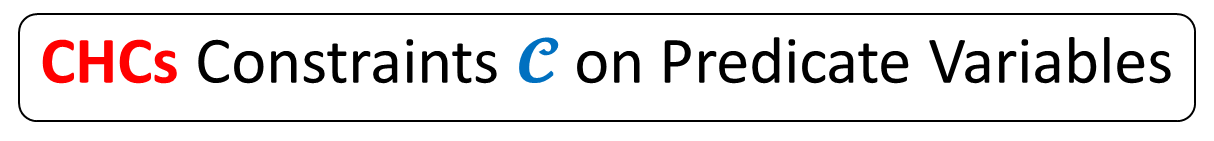 CHCs Constraints 𝓒 on Predicate Variables